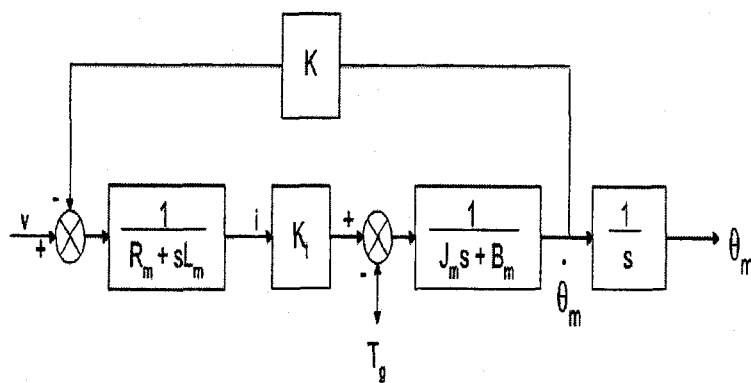 K
-
v
+
1
R_m + sL_m
i
K_t
+
-
1
J_m s + B_m
θ̇_m
1
s
θ_m
T_g